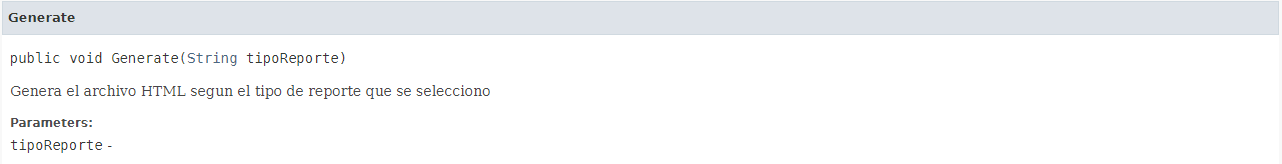 Generate
public void Generate(String tipoReporte)
Genera el archivo HTML segun el tipo de reporte que se selecciono
Parameters:
tipoReporte -